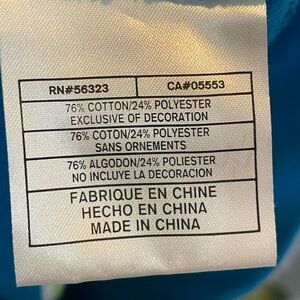 RN#56323 CA#05553
76% COTTON/24% POLYESTER
EXCLUSIVE OF DECORATION
76% COTON/24% POLYESTER
SANS ORNEMENTS
76% ALGODON/24% POLIESTER
NO INCLUYE LA DECORACION
FABRIQUE EN CHINE
HECHO EN CHINA
MADE IN CHINA